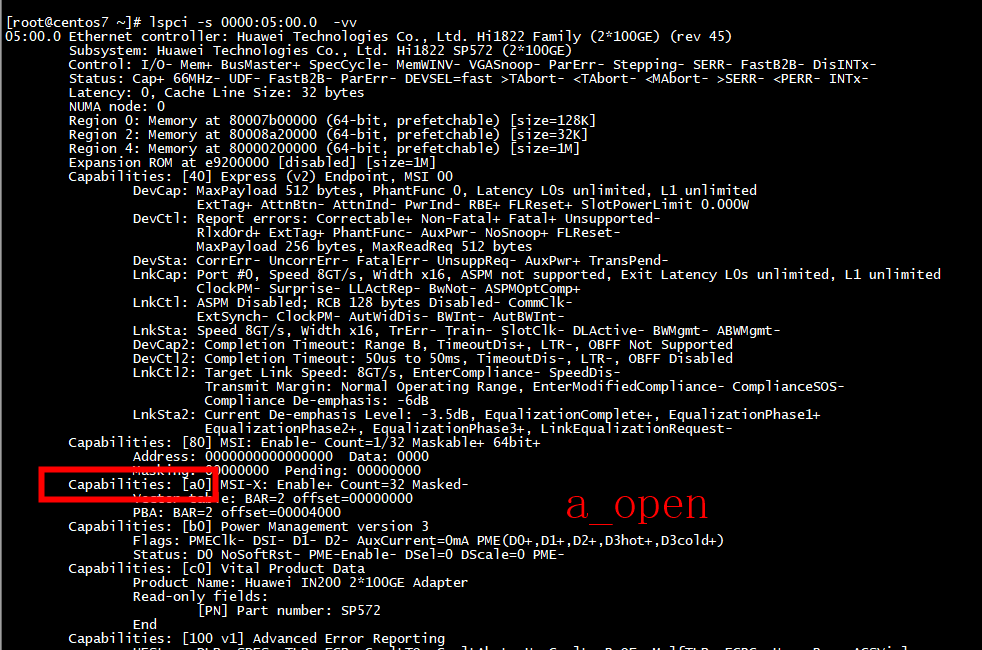 [root@centos7 ~]# lspci -s 0000:05:00.0  -vv
05:00.0 Ethernet controller: Huawei Technologies Co., Ltd. Hi1822 Family (2*100GE) (rev 45)
Subsystem: Huawei Technologies Co., Ltd. Hi1822 SP572 (2*100GE)
Control: I/O- Mem+ BusMaster+ SpecCycle- MemWINV- VGASnoop- ParErr- Stepping- SERR- FastB2B- DisINTx-
Status: Cap+ 66MHz- UDF- FastB2B- ParErr- DEVSEL=fast >TAbort- <TAbort- <MAbort- >SERR- <PERR- INTx-
Latency: 0, Cache Line Size: 32 bytes
NUMA node: 0
Region 0: Memory at 80007b00000 (64-bit, prefetchable) [size=128K]
Region 2: Memory at 80008a20000 (64-bit, prefetchable) [size=32K]
Region 4: Memory at 80000200000 (64-bit, prefetchable) [size=1M]
Expansion ROM at e9200000 [disabled] [size=1M]
Capabilities: [40] Express (v2) Endpoint, MSI 00
DevCap: MaxPayload 512 bytes, PhantFunc 0, Latency L0s unlimited, L1 unlimited
ExtTag+ AttnBtn- AttnInd- PwrInd- RBE+ FLReset+ SlotPowerLimit 0.000W
DevCtl: Report errors: Correctable+ Non-Fatal+ Fatal+ Unsupported-
RlxdOrd+ ExtTag+ PhantFunc- AuxPwr- NoSnoop+ FLReset-
MaxPayload 256 bytes, MaxReadReq 512 bytes
DevSta: CorrErr- UncorrErr- FatalErr- UnsuppReq- AuxPwr+ TransPend-
LnkCap: Port #0, Speed 8GT/s, Width x16, ASPM not supported, Exit Latency L0s unlimited, L1 unlimited
ClockPM- Surprise- LLActRep- BwNot- ASPMOptComp+
LnkCtl: ASPM Disabled; RCB 128 bytes Disabled- CommClk-
ExtSynch- ClockPM- AutWidDis- BWInt- AutBWInt-
LnkSta: Speed 8GT/s, Width x16, TrErr- Train- SlotClk- DLActive- BWMgmt- ABWMgmt-
DevCap2: Completion Timeout: Range B, TimeoutDis+, LTR-, OBFF Not Supported
DevCtl2: Completion Timeout: 50us to 50ms, TimeoutDis-, LTR-, OBFF Disabled
LnkCtl2: Target Link Speed: 8GT/s, EnterCompliance- SpeedDis-
Transmit Margin: Normal Operating Range, EnterModifiedCompliance- ComplianceSOS-
Compliance De-emphasis: -6dB
LnkSta2: Current De-emphasis Level: -3.5dB, EqualizationComplete+, EqualizationPhase1+
EqualizationPhase2+, EqualizationPhase3+, LinkEqualizationRequest-
Capabilities: [80] MSI: Enable- Count=1/32 Maskable+ 64bit+
Address: 0000000000000000  Data: 0000
Masking: 00000000  Pending: 00000000
Capabilities: [a0] MSI-X: Enable+ Count=32 Masked-
Vector table: BAR=2 offset=00000000
a_open
PBA: BAR=2 offset=00004000
Capabilities: [b0] Power Management version 3
Flags: PMEClk- DSI- D1- D2- AuxCurrent=0mA PME(D0+,D1+,D2+,D3hot+,D3cold+)
Status: D0 NoSoftRst- PME-Enable- DSel=0 DScale=0 PME-
Capabilities: [c0] Vital Product Data
Product Name: Huawei IN200 2*100GE Adapter
Read-only fields:
[PN] Part number: SP572
End
Capabilities: [100 v1] Advanced Error Reporting